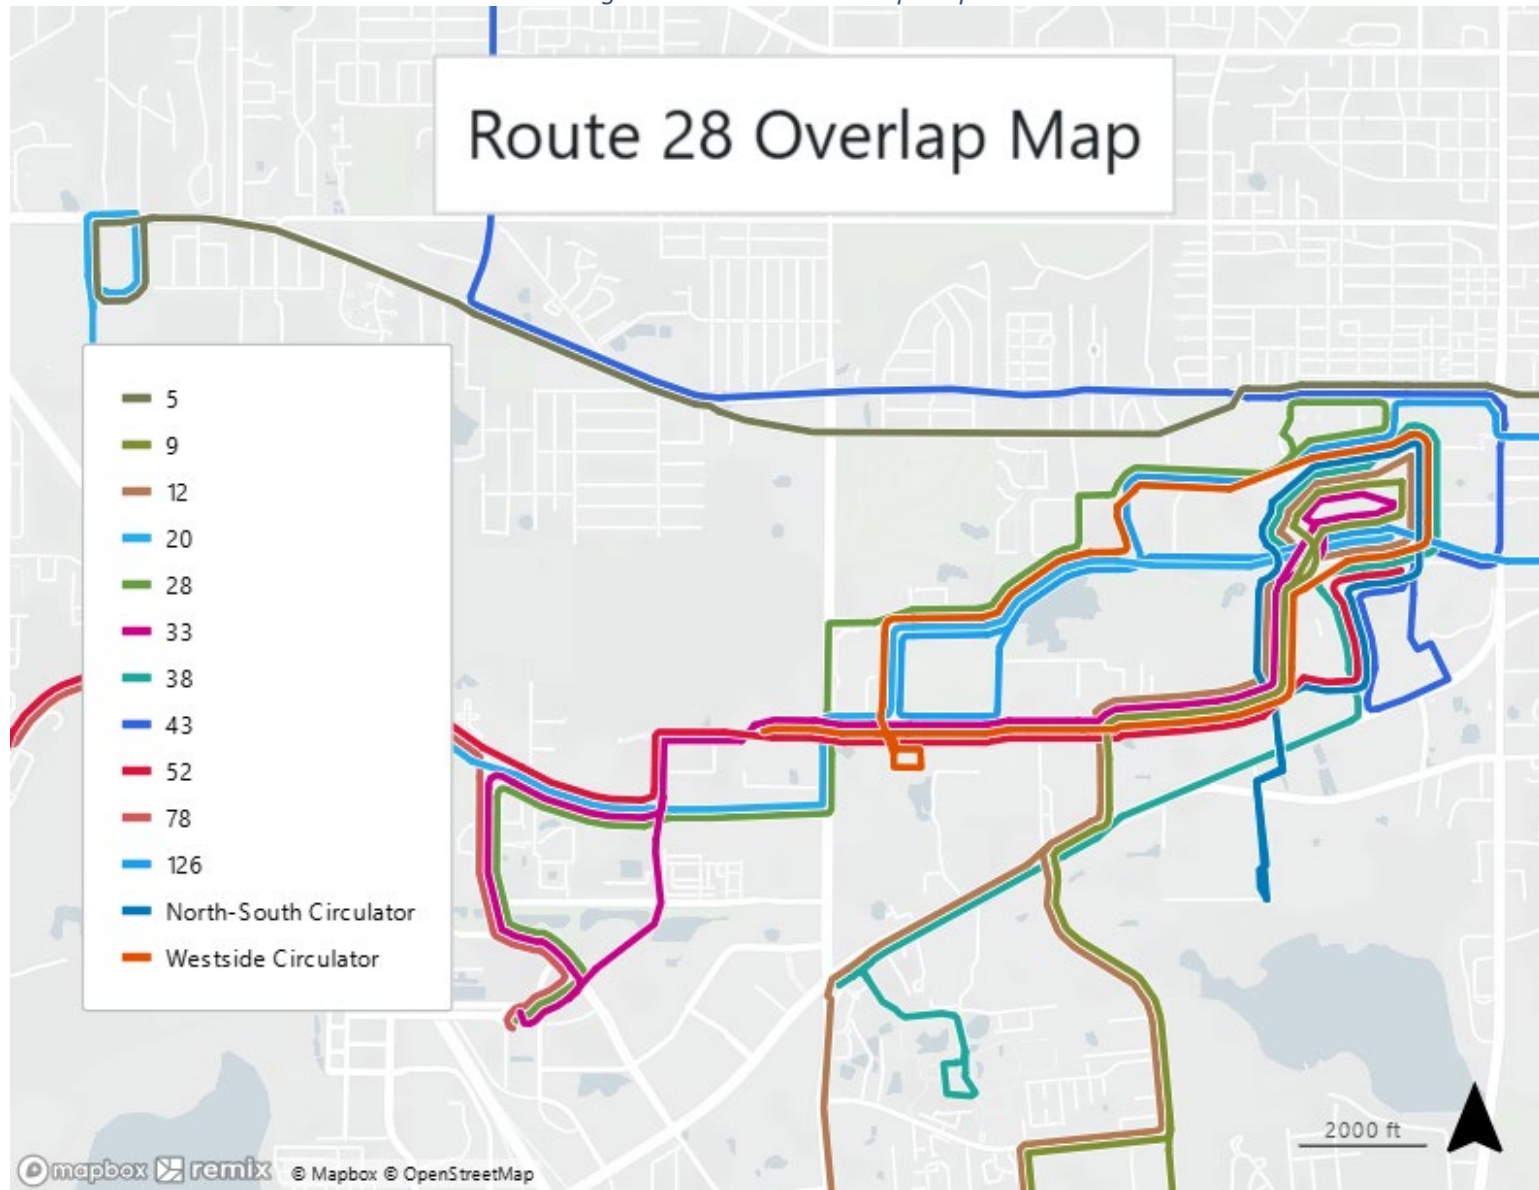 Route 28 Overlap Map
5
9
12
20
28
33
38
43
52
78
126
North-South Circulator
Westside Circulator
2000 ft
mapbox remix © Mapbox © OpenStreetMap